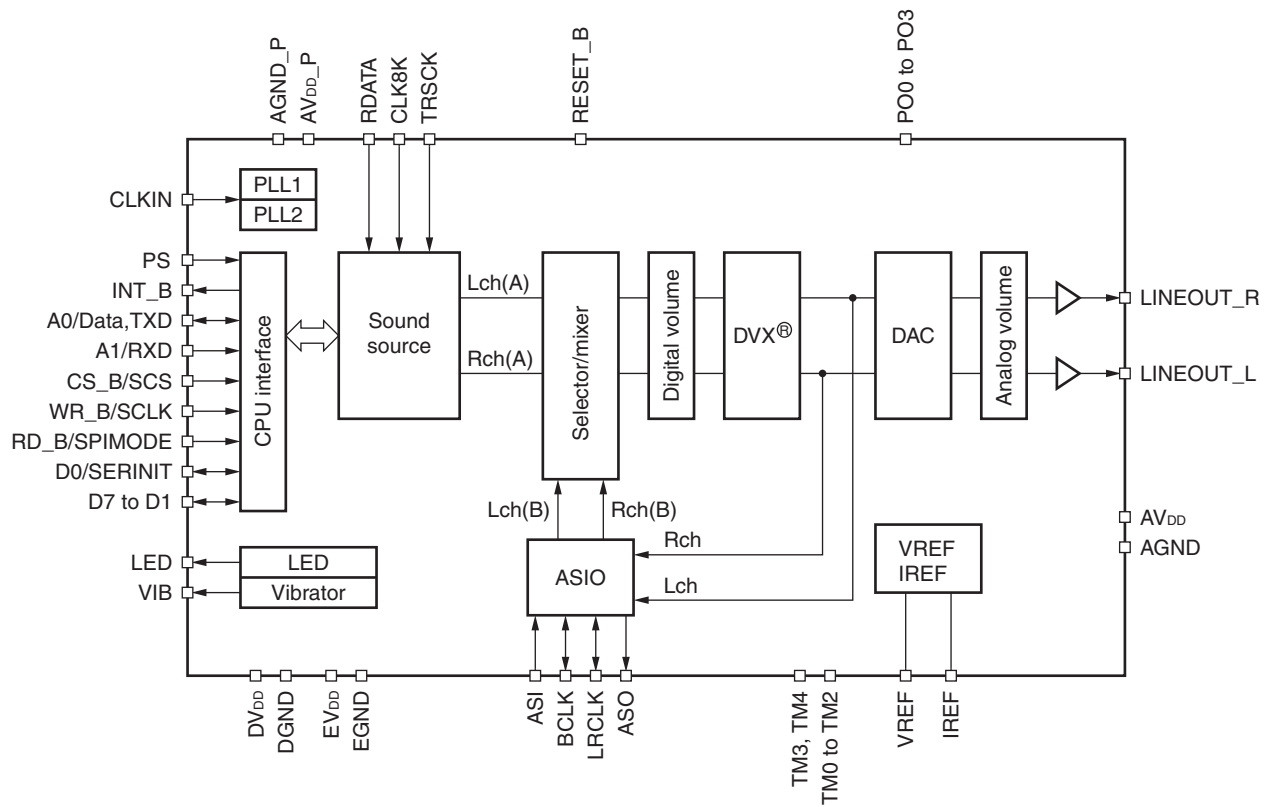 AGND_P
AVDD_P
RDATA
CLK8K
TRSCK
RESET_B
PO0 to PO3
CLKIN
PLL1
PLL2
PS
INT_B
A0/Data,TXD
A1/RXD
CS_B/SCS
WR_B/SCLK
RD_B/SPIMODE
D0/SERINIT
D7 to D1
CPU interface
Sound
source
Lch(A)
Rch(A)
Selector/mixer
Digital volume
DVX®
DAC
Analog volume
LINEOUT_R
LINEOUT_L
Lch(B)
Rch(B)
ASIO
Rch
Lch
VREF
IREF
AVDD
AGND
LED
VIB
LED
Vibrator
DVDD
DGND
EVDD
EGND
ASI
BCLK
LRCLK
ASO
TM3, TM4
TM0 to TM2
VREF
IREF